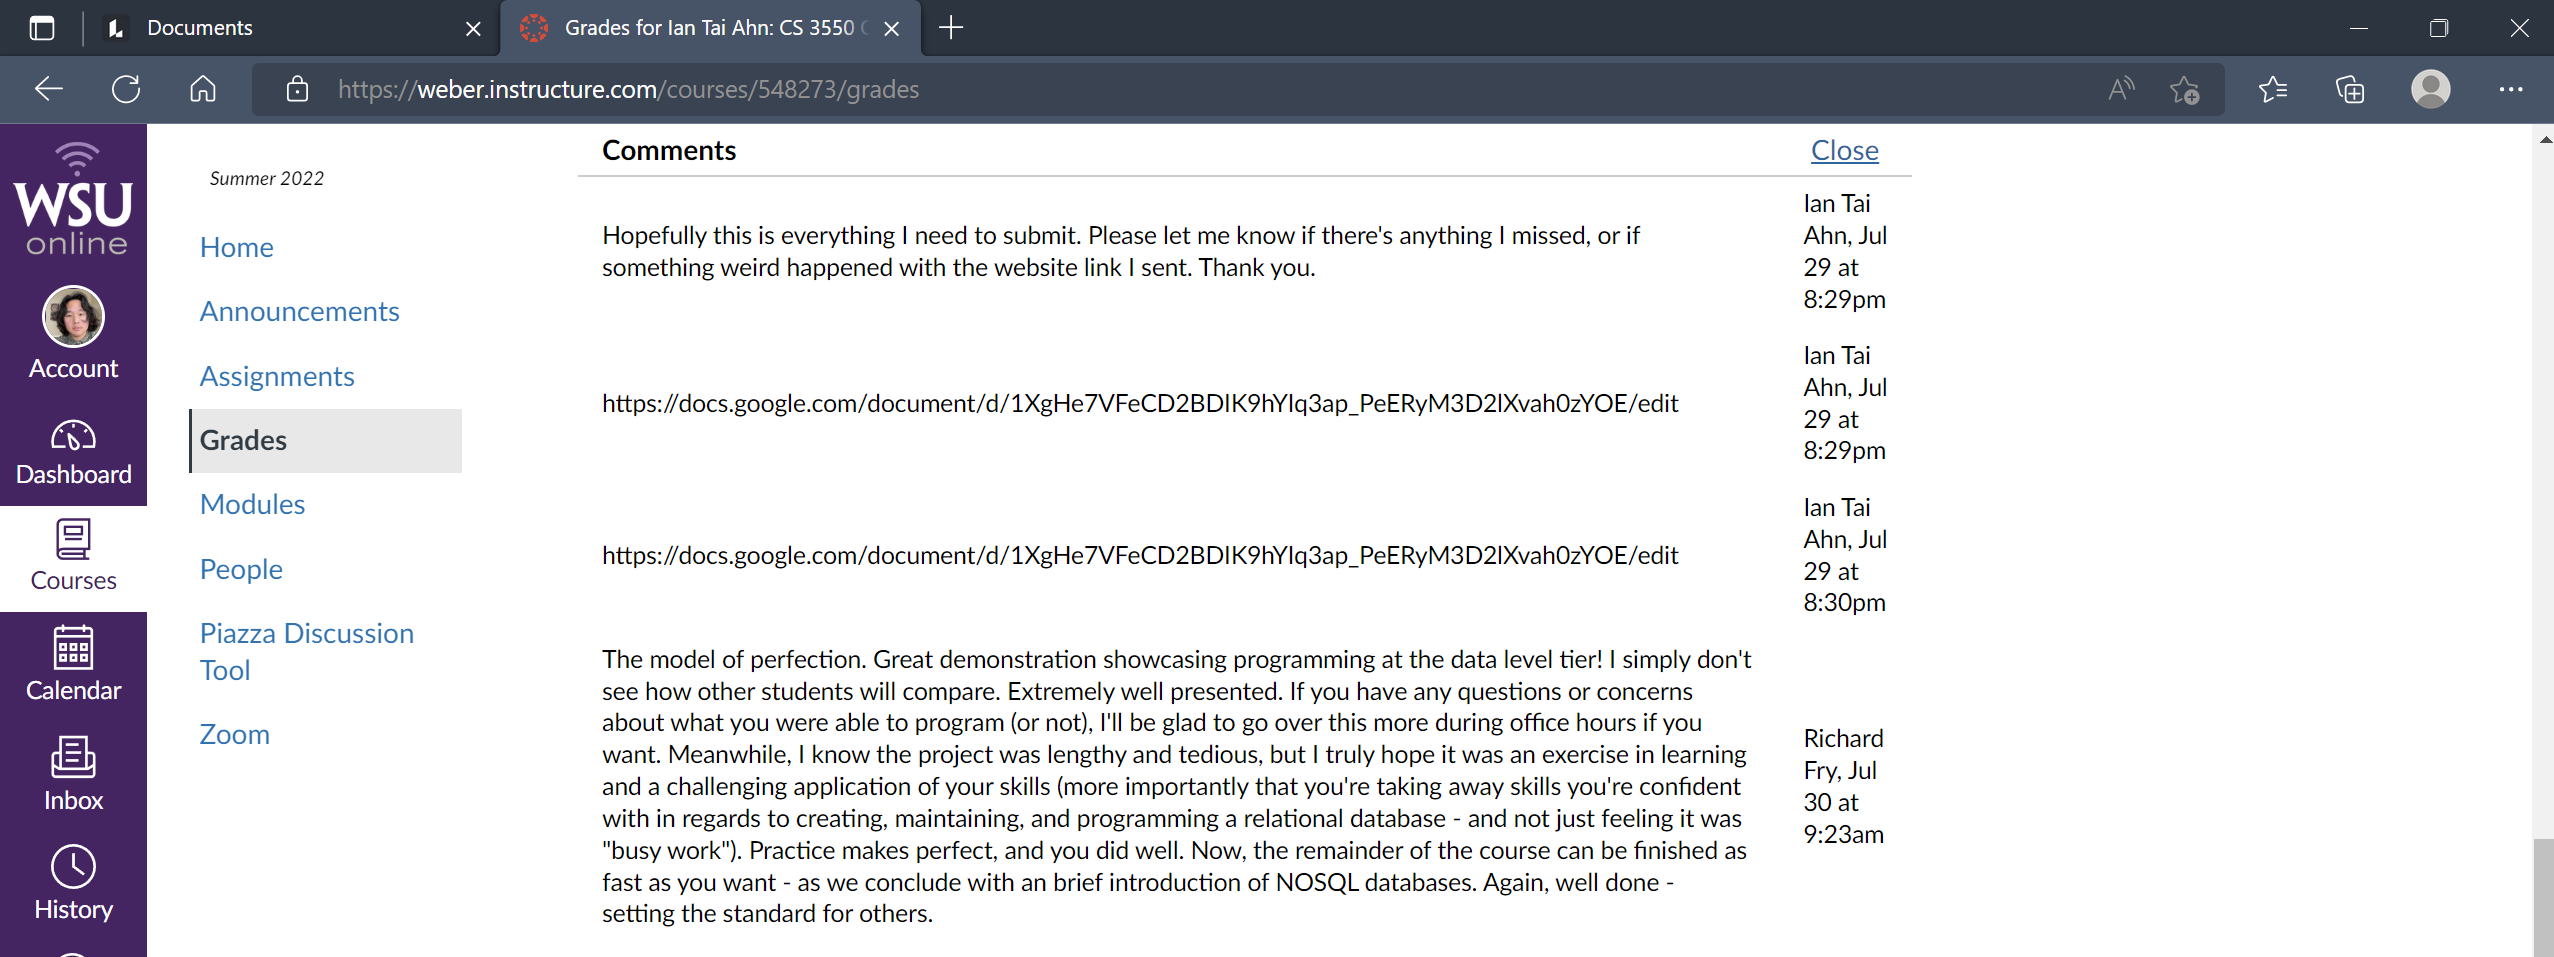 Documents
Grades for Ian Tai Ahn: CS 3550
https://weber.instructure.com/courses/548273/grades
WSU
online
Account
Dashboard
Courses
Calendar
Inbox
History
Summer 2022
Home
Announcements
Assignments
Grades
Modules
People
Piazza Discussion
Tool
Zoom
Comments
Close
Hopefully this is everything I need to submit. Please let me know if there's anything I missed, or if
something weird happened with the website link I sent. Thank you.
Ian Tai
Ahn, Jul
29 at
8:29pm
https://docs.google.com/document/d/1XgHe7VFeCD2BDIK9hYIq3ap_PeERyM3D2lXvah0zYOE/edit
Ian Tai
Ahn, Jul
29 at
8:29pm
https://docs.google.com/document/d/1XgHe7VFeCD2BDIK9hYIq3ap_PeERyM3D2lXvah0zYOE/edit
Ian Tai
Ahn, Jul
29 at
8:30pm
The model of perfection. Great demonstration showcasing programming at the data level tier! I simply don't
see how other students will compare. Extremely well presented. If you have any questions or concerns
about what you were able to program (or not), I'll be glad to go over this more during office hours if you
want. Meanwhile, I know the project was lengthy and tedious, but I truly hope it was an exercise in learning
and a challenging application of your skills (more importantly that you're taking away skills you're confident
with in regards to creating, maintaining, and programming a relational database - and not just feeling it was
"busy work"). Practice makes perfect, and you did well. Now, the remainder of the course can be finished as
fast as you want - as we conclude with an brief introduction of NOSQL databases. Again, well done -
setting the standard for others.
Richard
Fry, Jul
30 at
9:23am